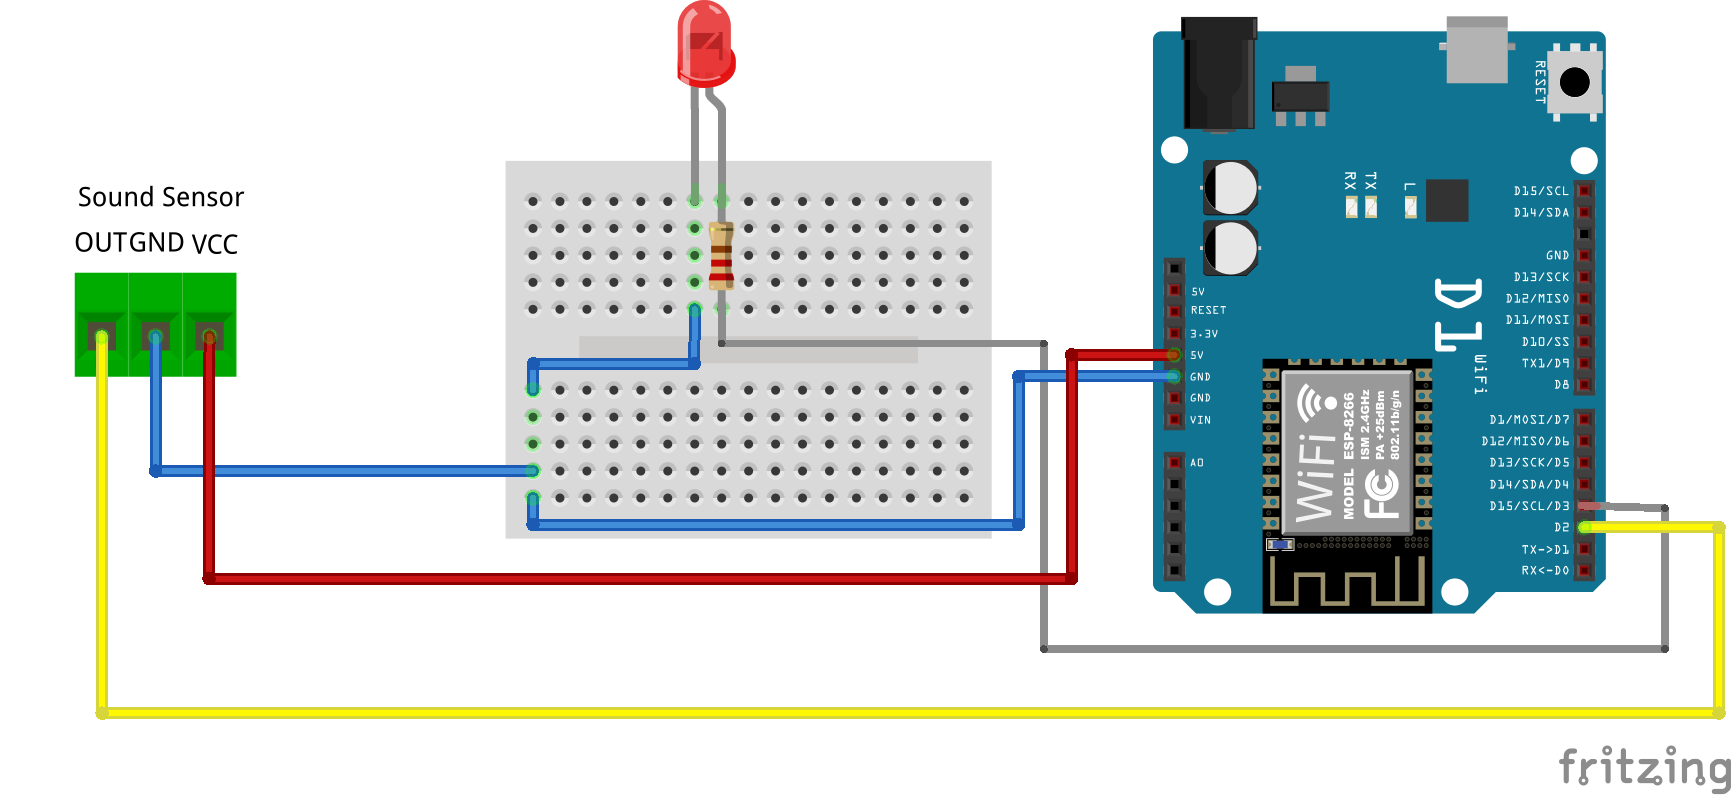 Sound Sensor
OUT GND VCC
RESET
RX TX L
5V
RESET
3.3V
5V
GND
GND
VIN
A0
D15/SCL
D14/SDA
GND
D13/SCK
D12/MISO
D11/MOSI
D10/SS
TX1/D9
D8
D1/MOSI/D7
D12/MISO/D6
D13/SCK/D5
D14/SDA/D4
D15/SCL/D3
D2
TX->D1
RX<-D0
D1
WiFi
WiFi
MODEL ESP-8266
ISM 2.4GHz
PA +25dBm
802.11b/g/n
FC
fritzing